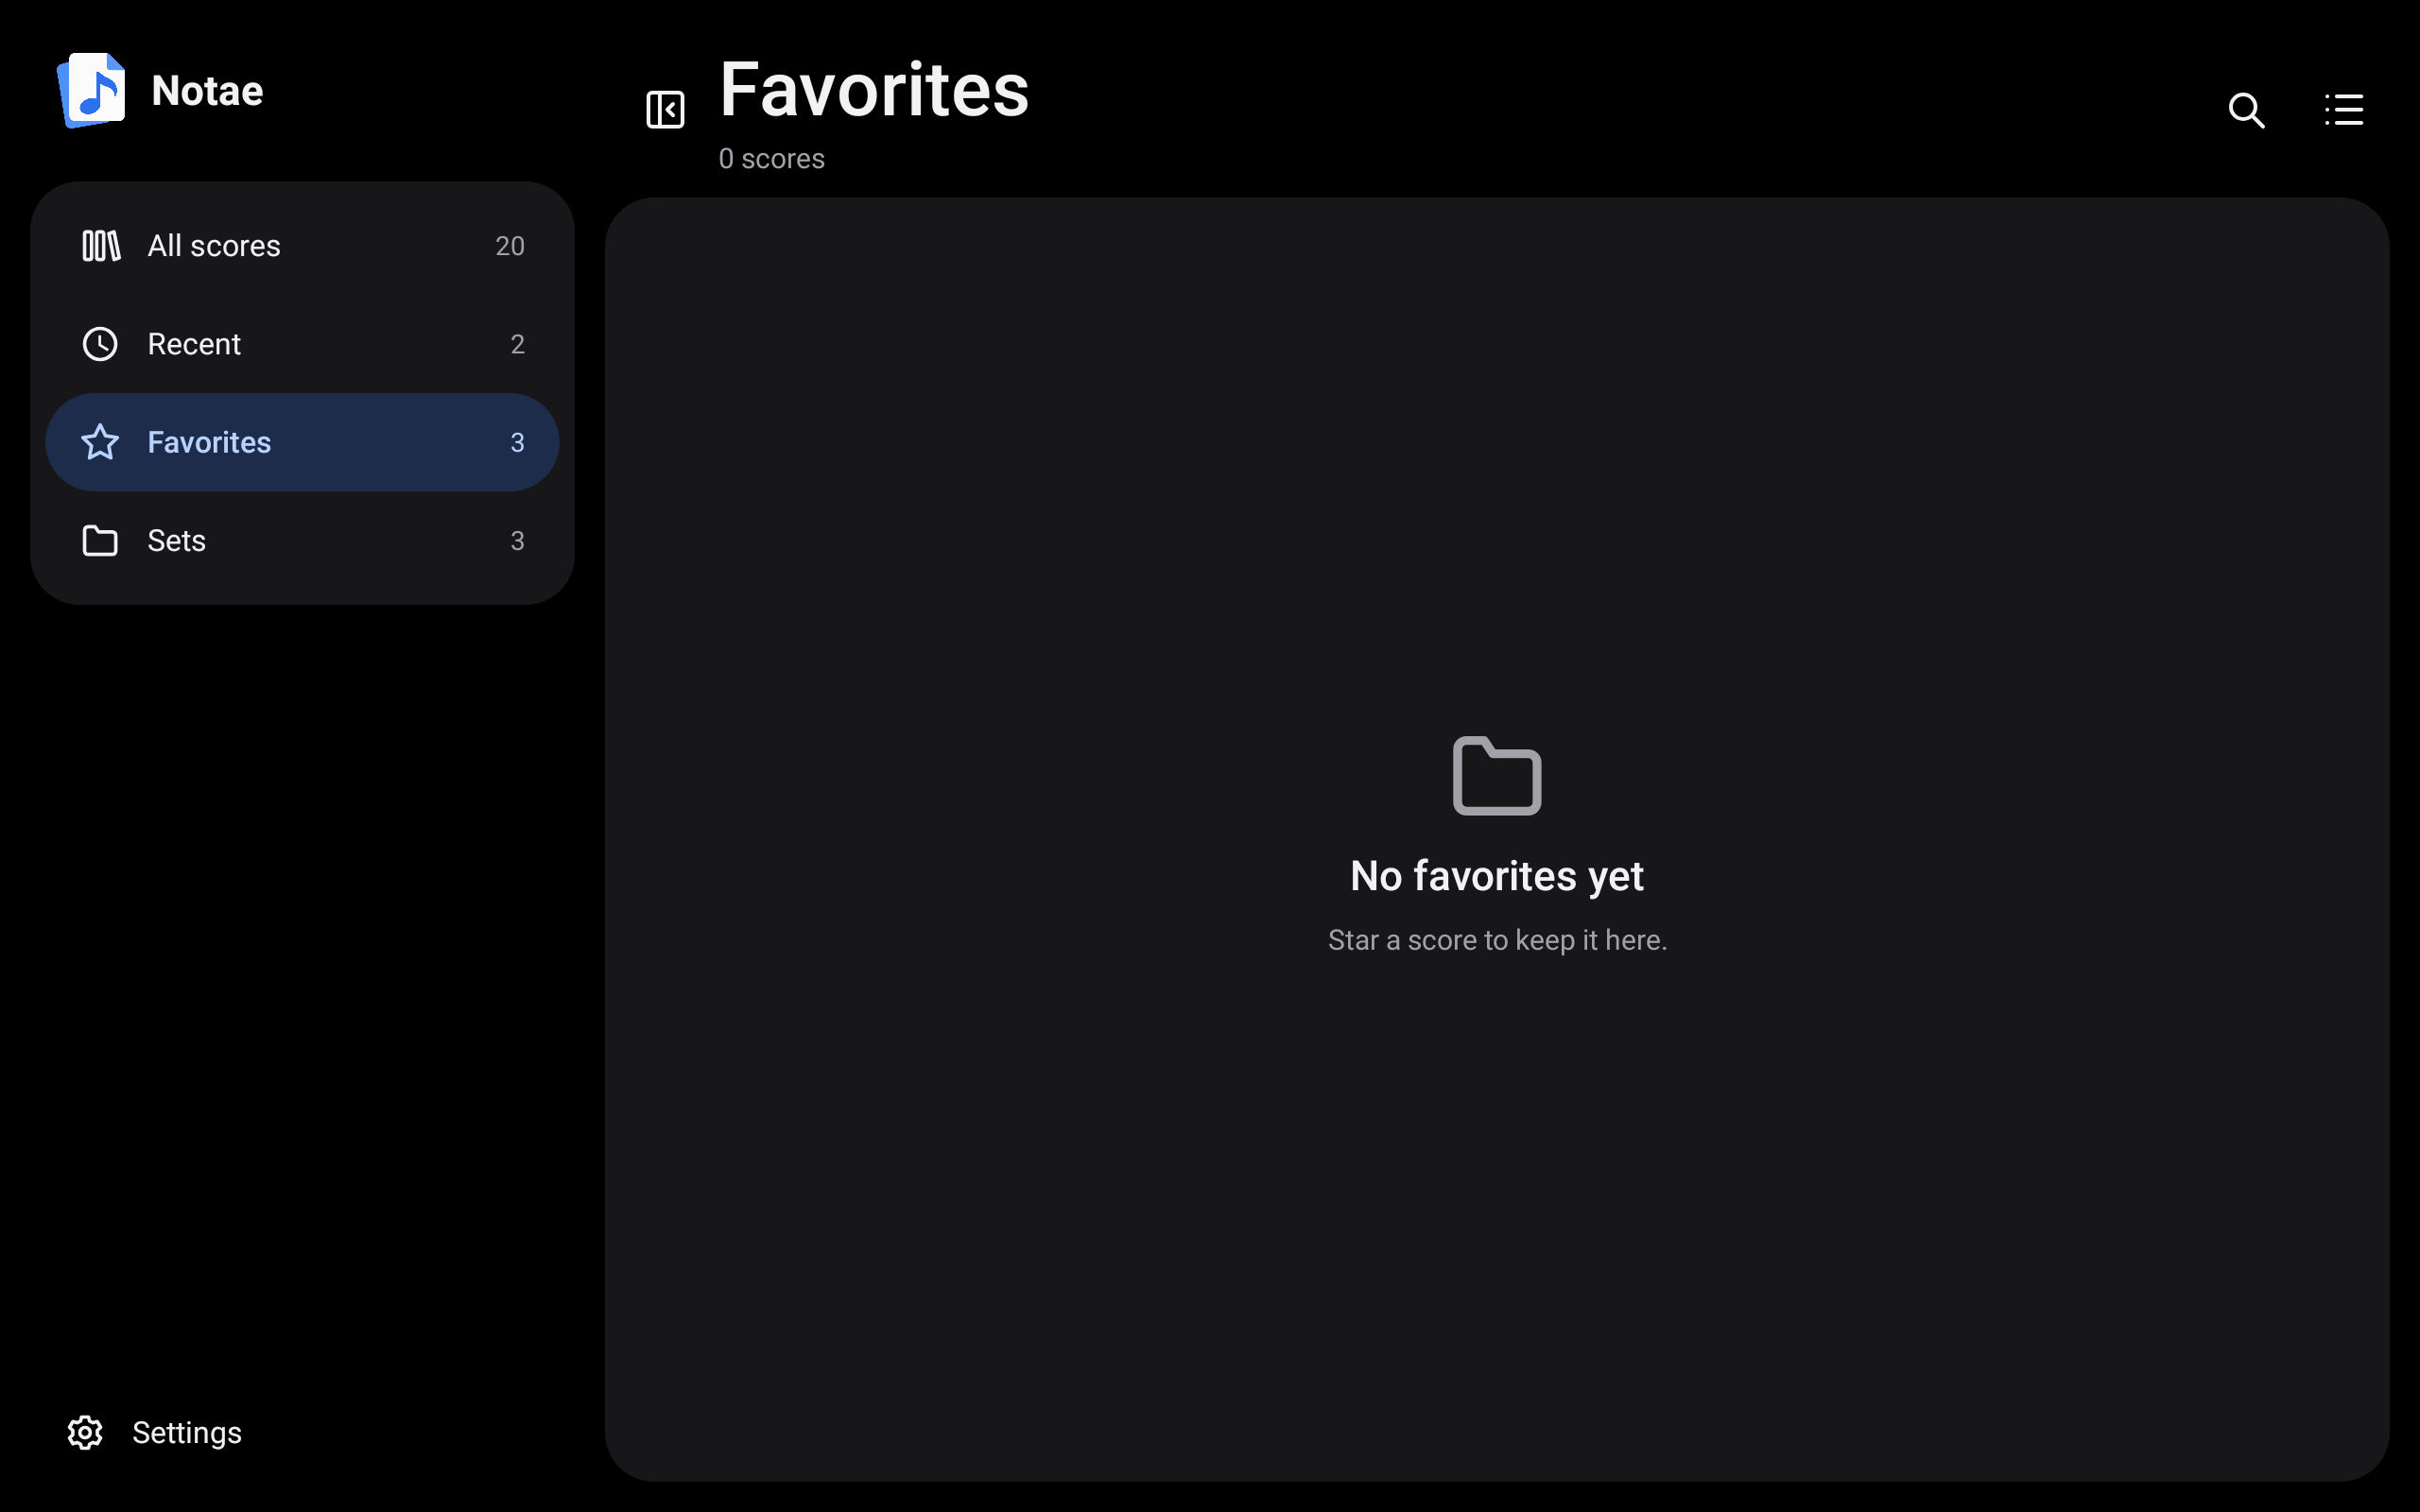 Notae
Favorites
0 scores
All scores 20
Recent 2
Favorites 3
Sets 3
No favorites yet
Star a score to keep it here.
Settings